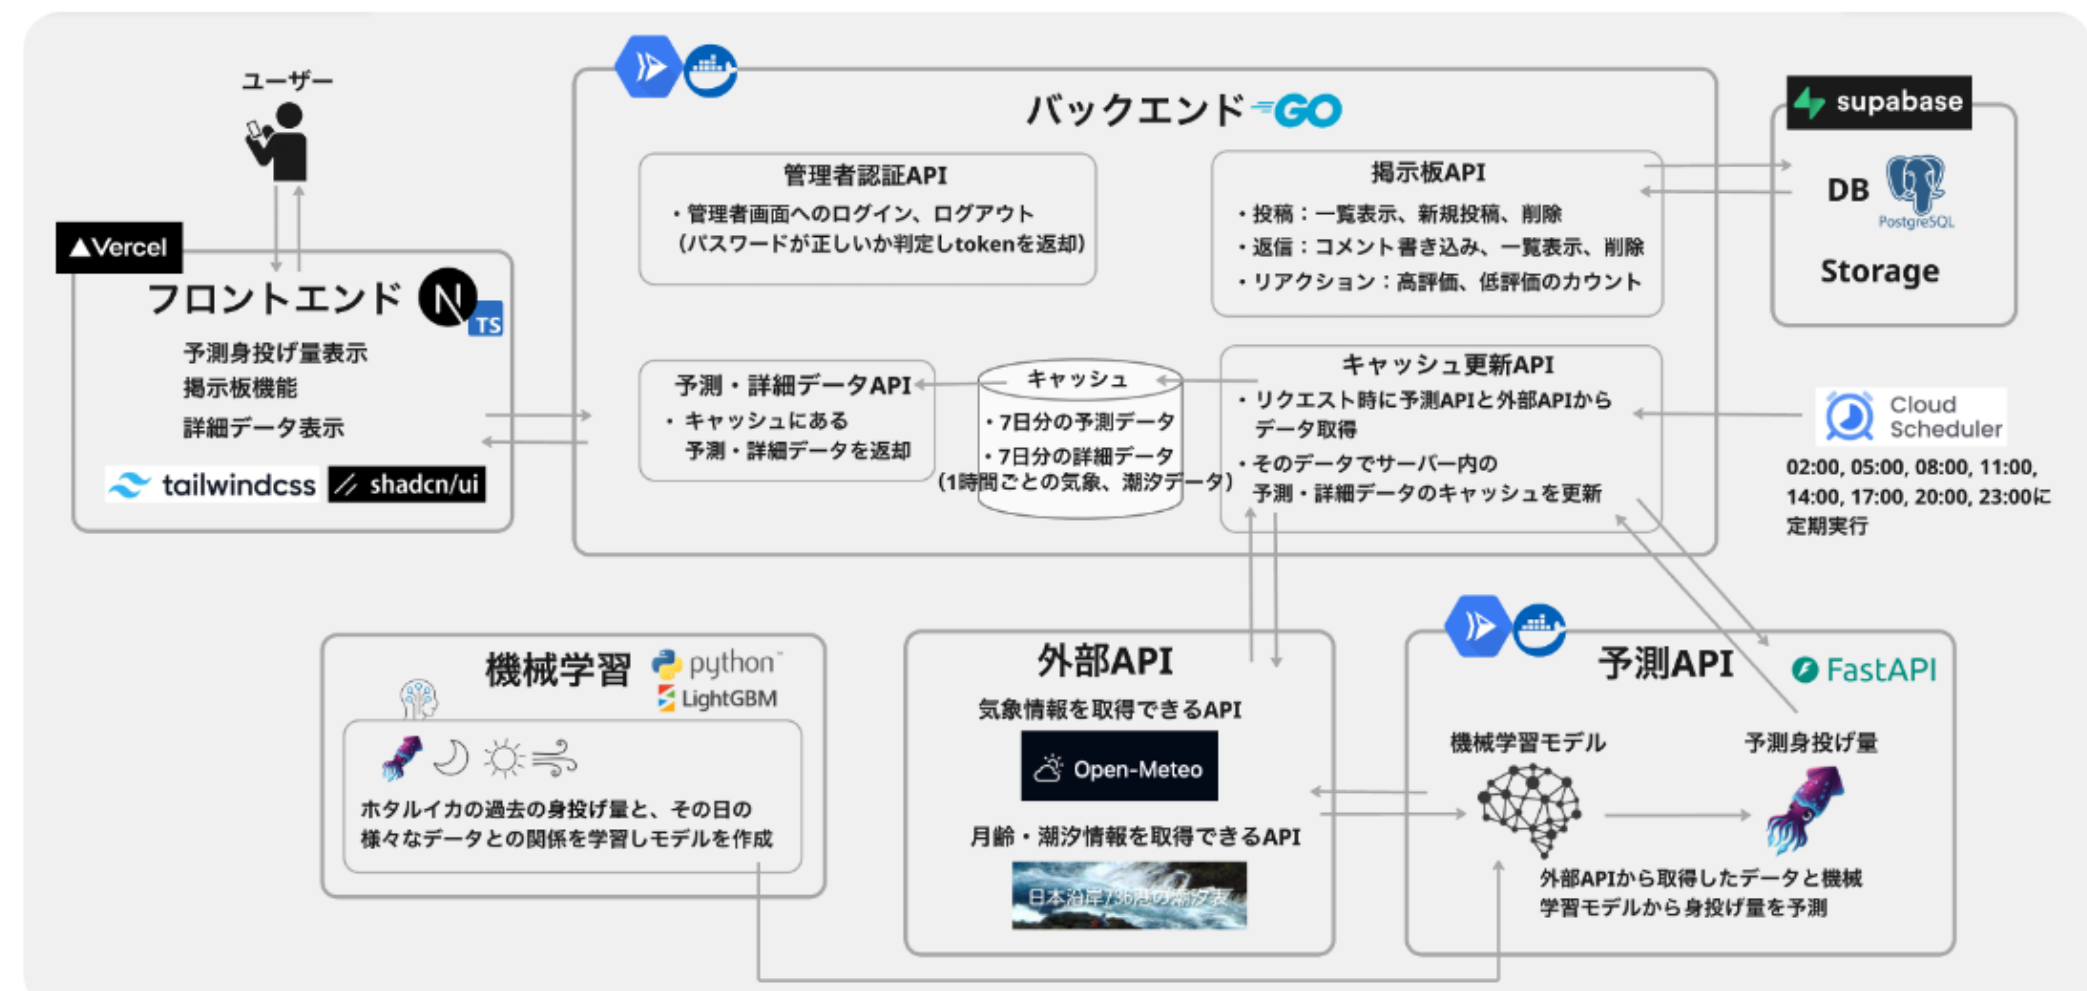 ユーザー
▲Vercel
フロントエンド
N
TS
予測身投げ量表示
掲示板機能
詳細データ表示
tailwindcss
shadcn/ui
バックエンド
GO
管理者認証API
・管理者画面へのログイン、ログアウト
（パスワードが正しいか判定しtokenを返却）
掲示板API
・投稿：一覧表示、新規投稿、削除
・返信：コメント書き込み、一覧表示、削除
・リアクション：高評価、低評価のカウント
予測・詳細データAPI
・キャッシュにある
予測・詳細データを返却
キャッシュ
・7日分の予測データ
・7日分の詳細データ
（1時間ごとの気象、潮汐データ）
キャッシュ更新API
・リクエスト時に予測APIと外部APIから
データ取得
・そのデータでサーバー内の
予測・詳細データのキャッシュを更新
supabase
DB
PostgreSQL
Storage
Cloud
Scheduler
02:00, 05:00, 08:00, 11:00,
14:00, 17:00, 20:00, 23:00に
定期実行
機械学習
python
LightGBM
ホタルイカの過去の身投げ量と、その日の
様々なデータとの関係を学習しモデルを作成
外部API
気象情報を取得できるAPI
Open-Meteo
月齢・潮汐情報を取得できるAPI
日本沿岸736港の潮汐表
予測API
FastAPI
機械学習モデル
予測身投げ量
外部APIから取得したデータと機械
学習モデルから身投げ量を予測